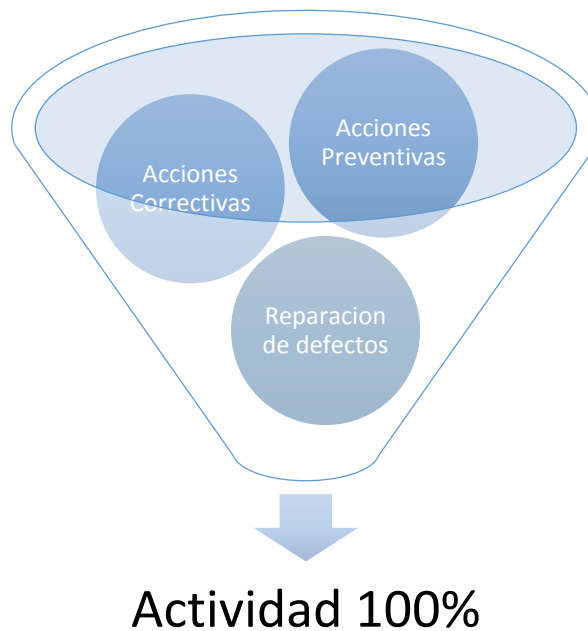 Acciones
Preventivas
Acciones
Correctivas
Reparacion
de defectos
Actividad 100%